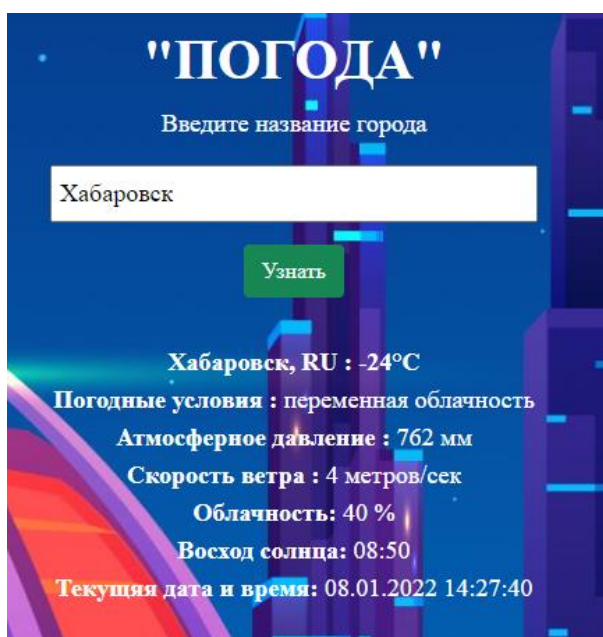 "ПОГОДА"
Введите название города
Хабаровск
Узнать
Хабаровск, RU : -24°C
Погодные условия : переменная облачность
Атмосферное давление : 762 мм
Скорость ветра : 4 метров/сек
Облачность: 40 %
Восход солнца: 08:50
Текущяя дата и время: 08.01.2022 14:27:40